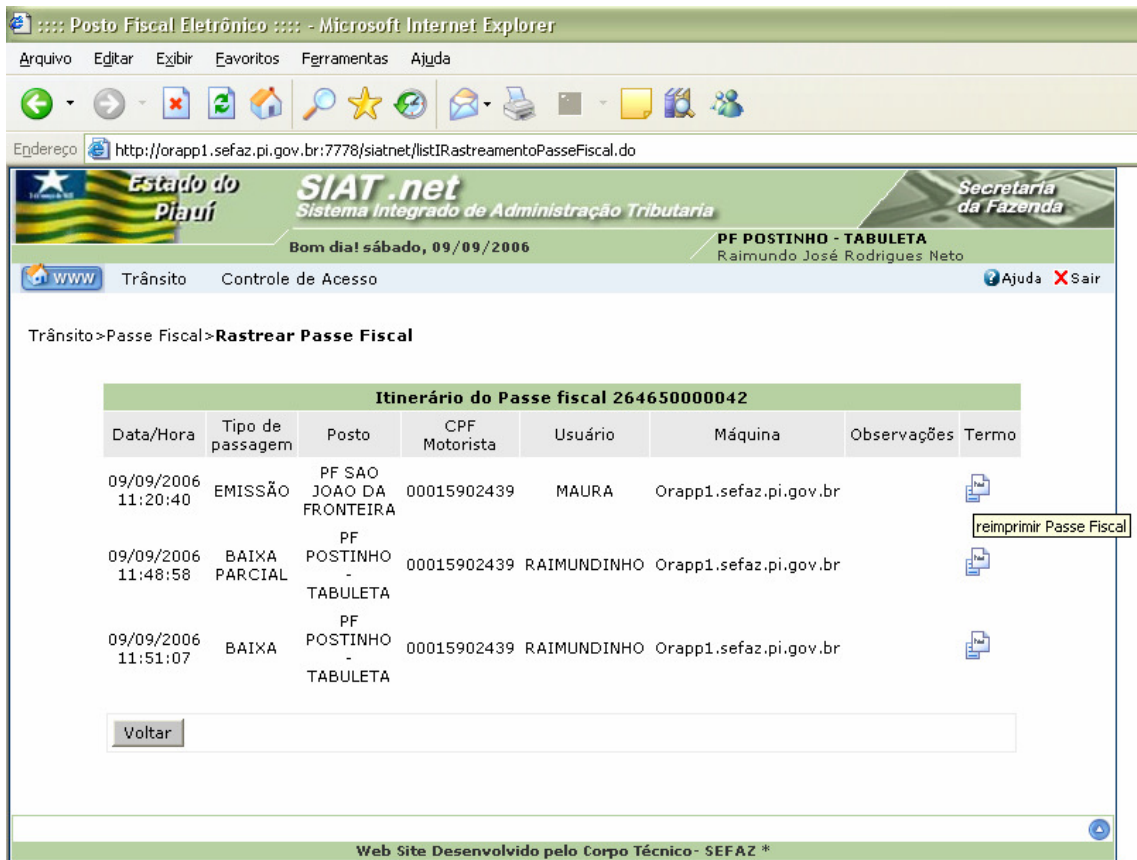 :::: Posto Fiscal Eletrônico :::: - Microsoft Internet Explorer
Arquivo Editar Exibir Favoritos Ferramentas Ajuda
Endereço http://orapp1.sefaz.pi.gov.br:7778/siatnet/listIRastreamentoPasseFiscal.do
Estado do Piauí
SIAT.net
Sistema Integrado de Administração Tributaria
Secretaria da Fazenda
Bom dia! sábado, 09/09/2006
PF POSTINHO - TABULETA
Raimundo José Rodrigues Neto
www Trânsito Controle de Acesso Ajuda Sair
Trânsito>Passe Fiscal>Rastrear Passe Fiscal
Itinerário do Passe fiscal 264650000042
Data/Hora Tipo de passagem Posto CPF Motorista Usuário Máquina Observações Termo
09/09/2006 11:20:40 EMISSÃO PF SAO JOAO DA FRONTEIRA 00015902439 MAURA Orapp1.sefaz.pi.gov.br
reimprimir Passe Fiscal
09/09/2006 11:48:58 BAIXA PARCIAL PF POSTINHO - TABULETA 00015902439 RAIMUNDINHO Orapp1.sefaz.pi.gov.br
09/09/2006 11:51:07 BAIXA PF POSTINHO - TABULETA 00015902439 RAIMUNDINHO Orapp1.sefaz.pi.gov.br
Voltar
Web Site Desenvolvido pelo Corpo Técnico- SEFAZ *